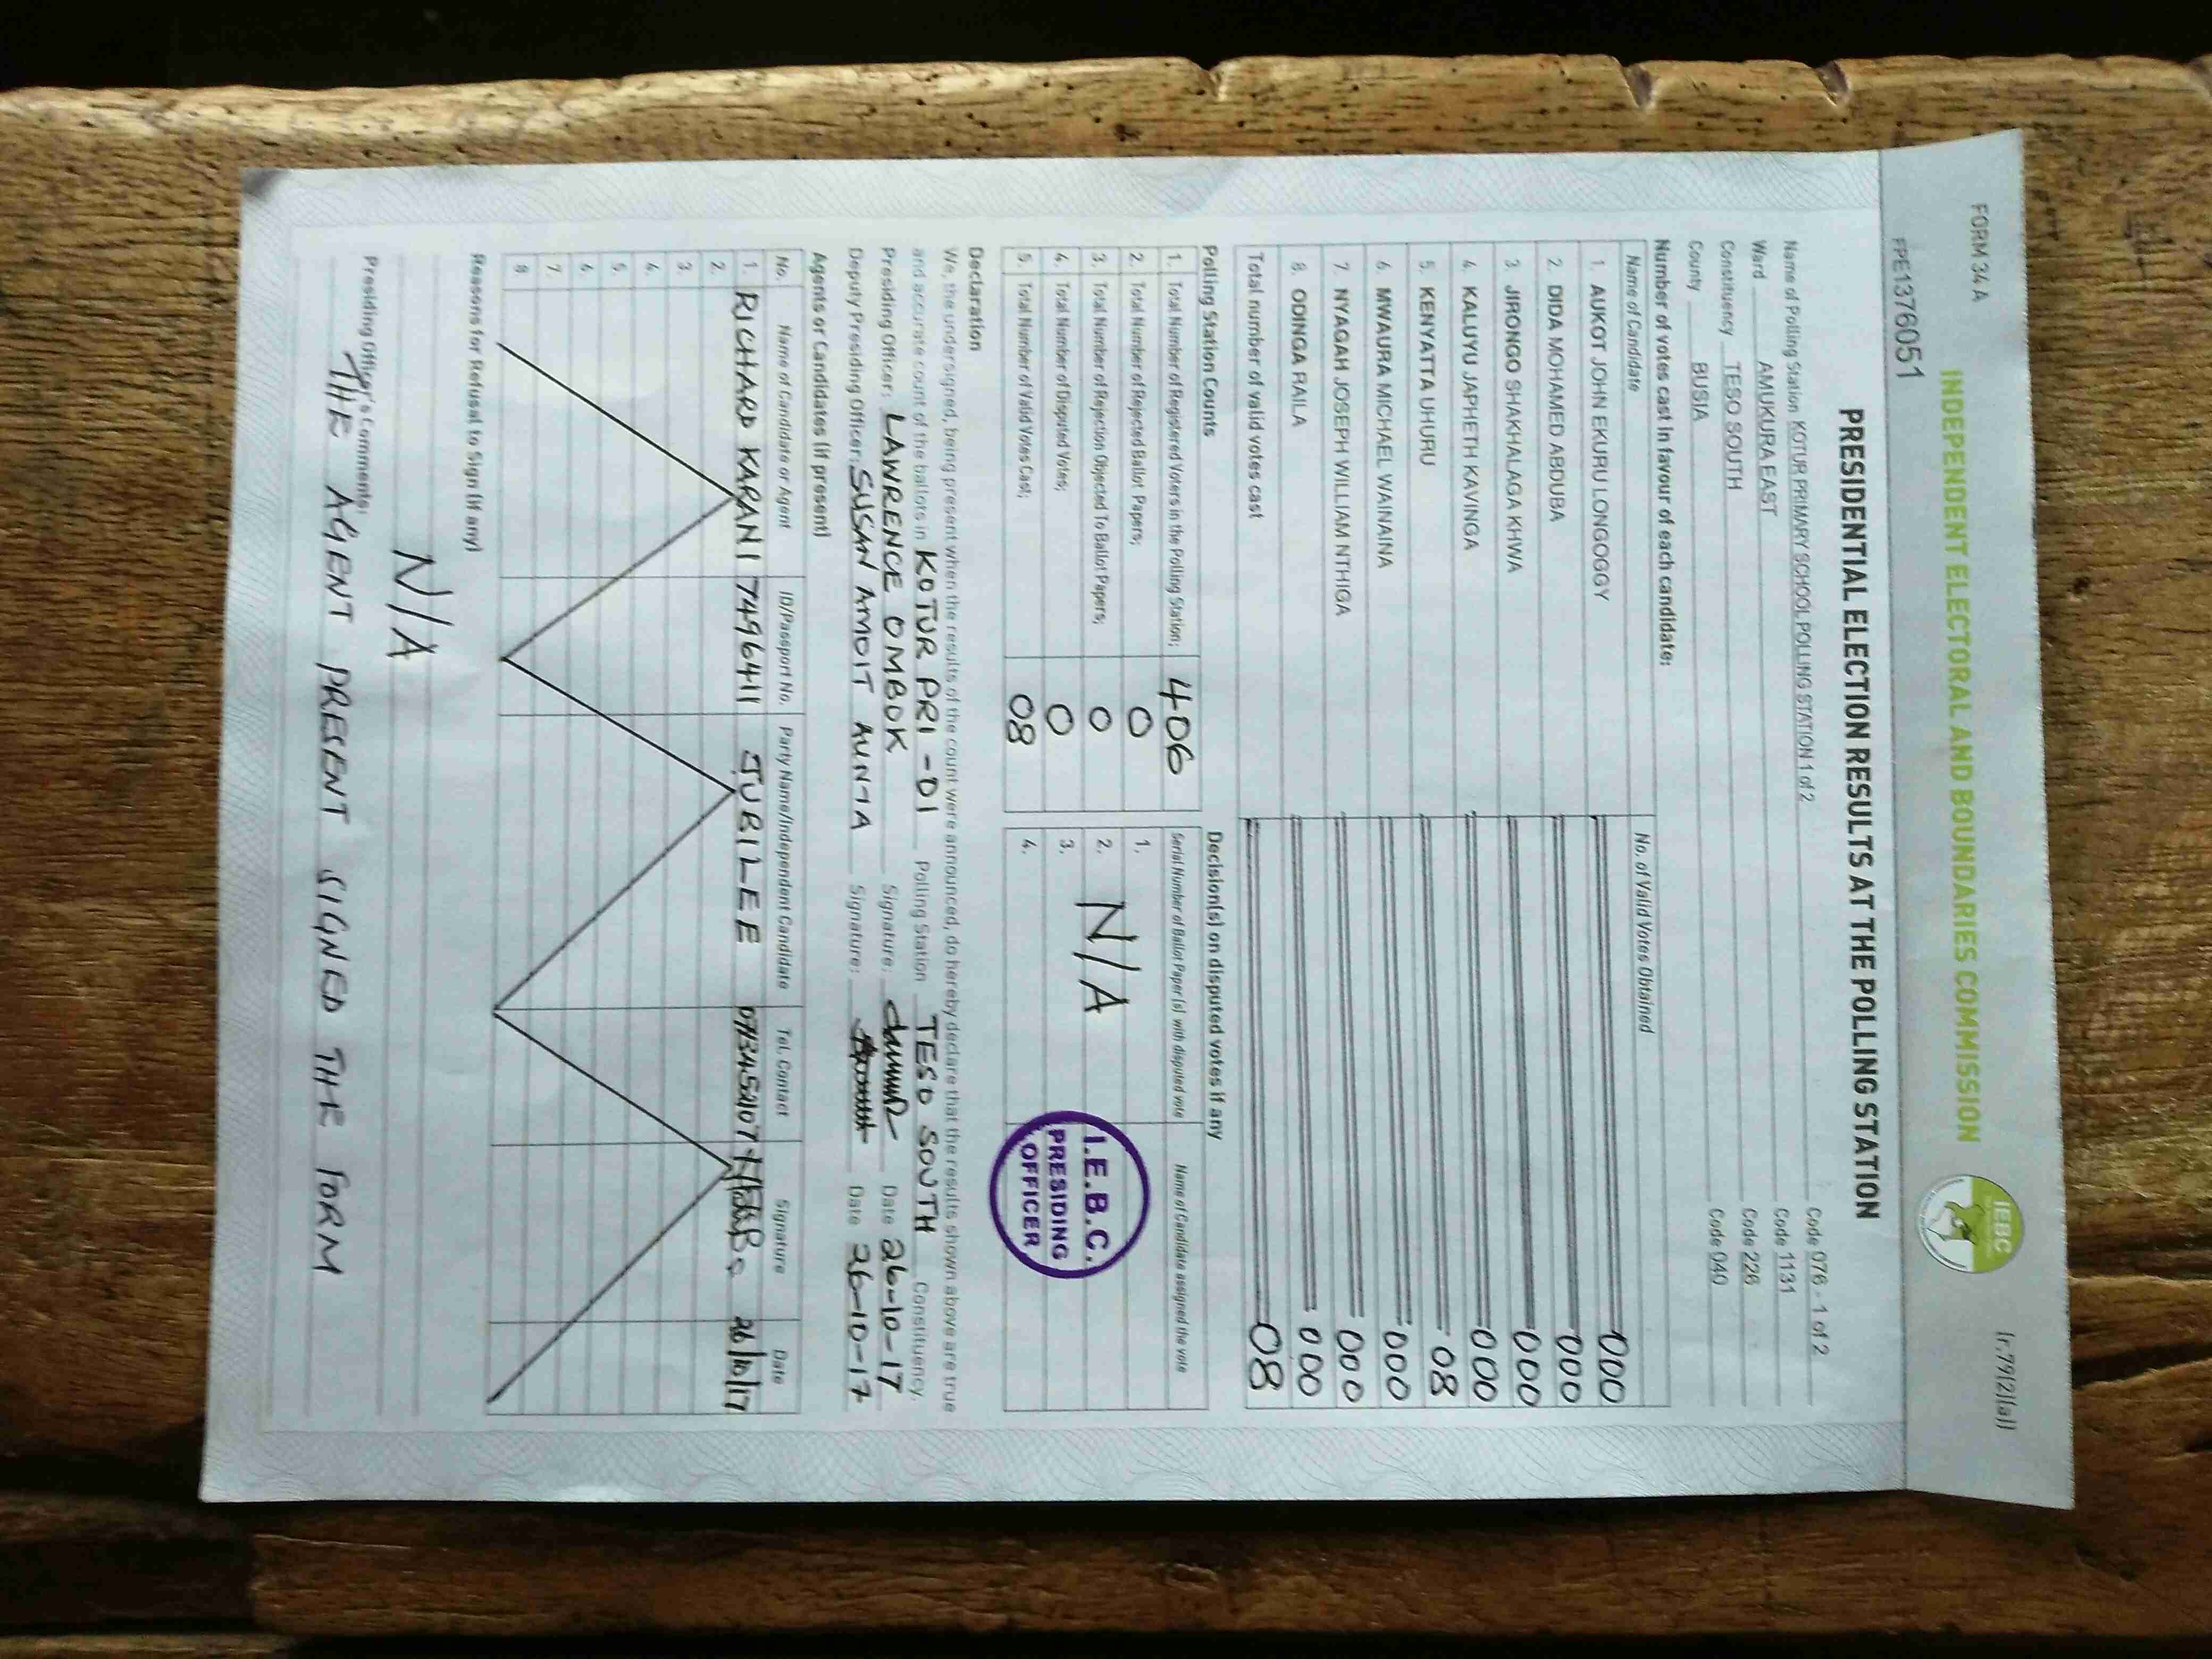 FORM 34 A
(r.79(2)(a))
INDEPENDENT ELECTORAL AND BOUNDARIES COMMISSION
IEBC
FPE1376051
PRESIDENTIAL ELECTION RESULTS AT THE POLLING STATION
Name of Polling Station KOTUR PRIMARY SCHOOL POLLING STATION 1 of 2 Code 076 - 1 of 2
Ward AMUKURA EAST Code 1131
Constituency TESO SOUTH Code 226
County BUSIA Code 040
Number of votes cast in favour of each candidate:
Name of Candidate No. of Valid Votes Obtained
1. AUKOT JOHN EKURU LONGOGGY 000
2. DIDA MOHAMED ABDUBA 000
3. JIRONGO SHAKHALAGA KHWA 000
4. KALUYU JAPHETH KAVINGA 000
5. KENYATTA UHURU 08
6. MWAURA MICHAEL WAINAINA 000
7. NYAGAH JOSEPH WILLIAM NTHIGA 000
8. ODINGA RAILA 000
Total number of valid votes cast 08
Polling Station Counts
1. Total Number of Registered Voters in the Polling Station; 406
2. Total Number of Rejected Ballot Papers; 0
3. Total Number of Rejection Objected To Ballot Papers; 0
4. Total Number of Disputed Votes; 0
5. Total Number of Valid Votes Cast; 08
Decision(s) on disputed votes if any
Serial Number of Ballot Paper(s) with disputed vote Name of Candidate assigned the vote
1.
2. N/A
3.
4.
I.E.B.C.
PRESIDING
OFFICER
Declaration
We, the undersigned, being present when the results of the count were announced, do hereby declare that the results shown above are true
and accurate count of the ballots in KOTUR PRI - 01 Polling Station TESO SOUTH Constituency.
Presiding Officer: LAWRENCE OMBOK Signature: Date 26-10-17
Deputy Presiding Officer: SUSAN AMOIT Signature: Date 26-10-17
Agents or Candidates (if present)
No. Name of Candidate or Agent ID/Passport No. Party Name/Independent Candidate Tel. Contact Signature Date
1. RICHARD KARANI 7496411 JUBILEE 26/10/17
2.
3.
4.
5.
6.
7.
8.
Reasons for Refusal to Sign (if any)
N/A
Presiding Officer's Comments:
THE AGENT PRESENT SIGNED THE FORM